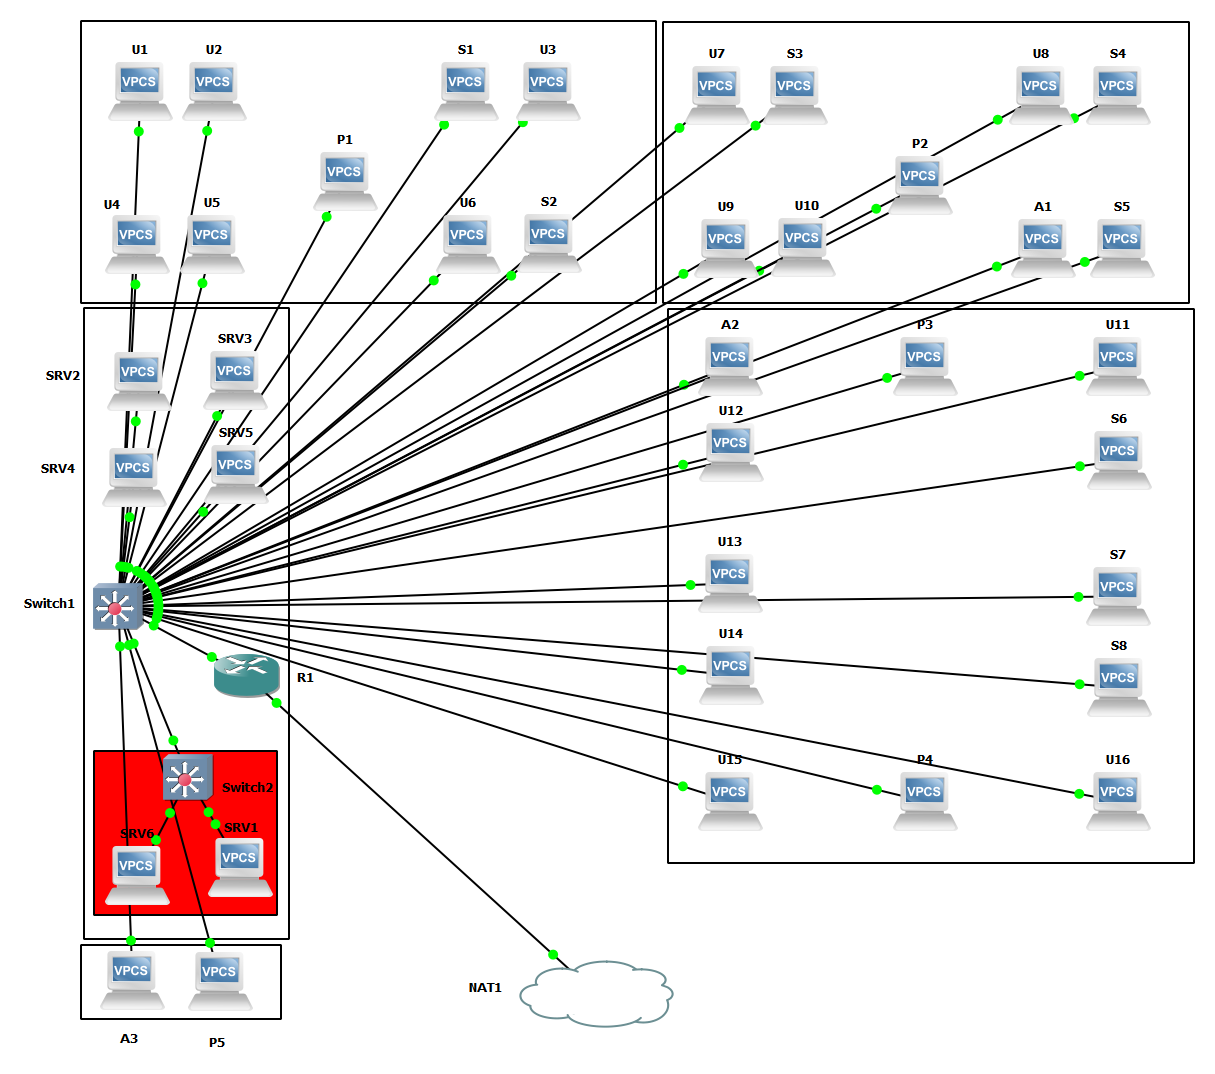 U1 U2 S1 U3
VPCS VPCS VPCS VPCS
P1
VPCS
U4 U5 U6 S2
VPCS VPCS VPCS VPCS
U7 S3 U8 S4
VPCS VPCS VPCS VPCS
P2
VPCS
U9 U10 A1 S5
VPCS VPCS VPCS VPCS
SRV3
SRV2 VPCS VPCS
SRV5
SRV4 VPCS VPCS
Switch1
R1
Switch2
SRV6 SRV1
VPCS VPCS
VPCS VPCS
A3 P5
A2 P3 U11
VPCS VPCS VPCS
U12 S6
VPCS VPCS
U13 S7
VPCS VPCS
U14 S8
VPCS VPCS
U15 P4 U16
VPCS VPCS VPCS
NAT1